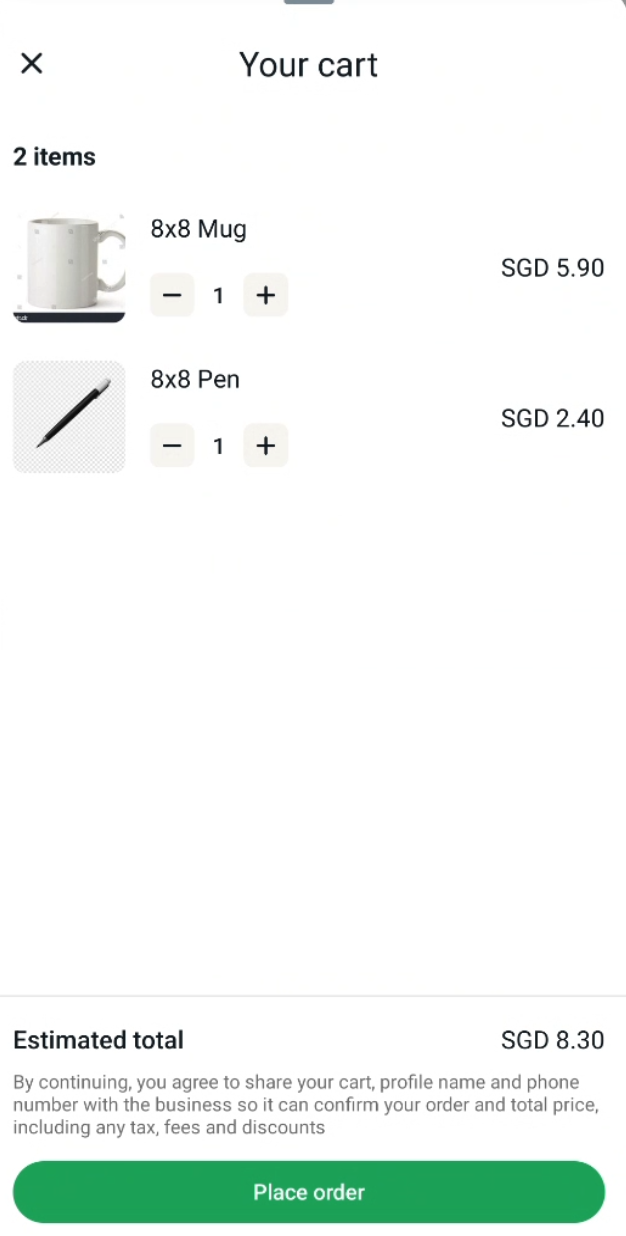 Your cart
2 items
8x8 Mug
SGD 5.90
1
8x8 Pen
SGD 2.40
1
Estimated total
SGD 8.30
By continuing, you agree to share your cart, profile name and phone
number with the business so it can confirm your order and total price,
including any tax, fees and discounts
Place order